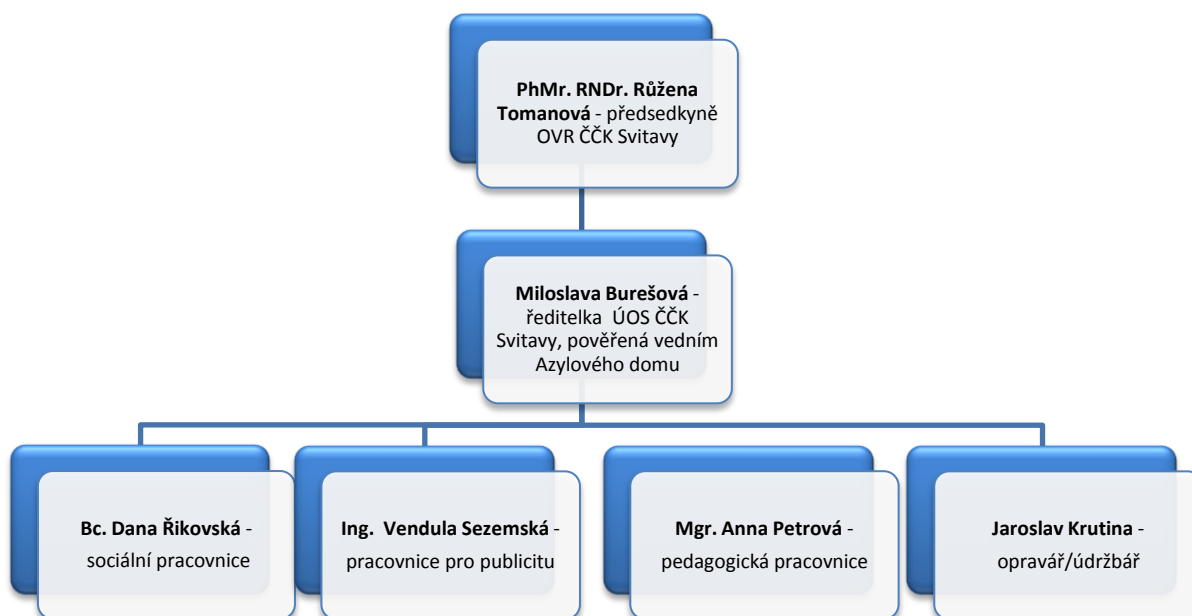 PhMr. RNDr. Růžena
Tomanová - předsedkyně
OVR ČČK Svitavy
Miloslava Burešová -
ředitelka ÚOS ČČK
Svitavy, pověřená vedním
Azylového domu
Bc. Dana Řikovská -
sociální pracovnice
Ing. Vendula Sezemská -
pracovnice pro publicitu
Mgr. Anna Petrová -
pedagogická pracovnice
Jaroslav Krutina -
opravář/údržbář